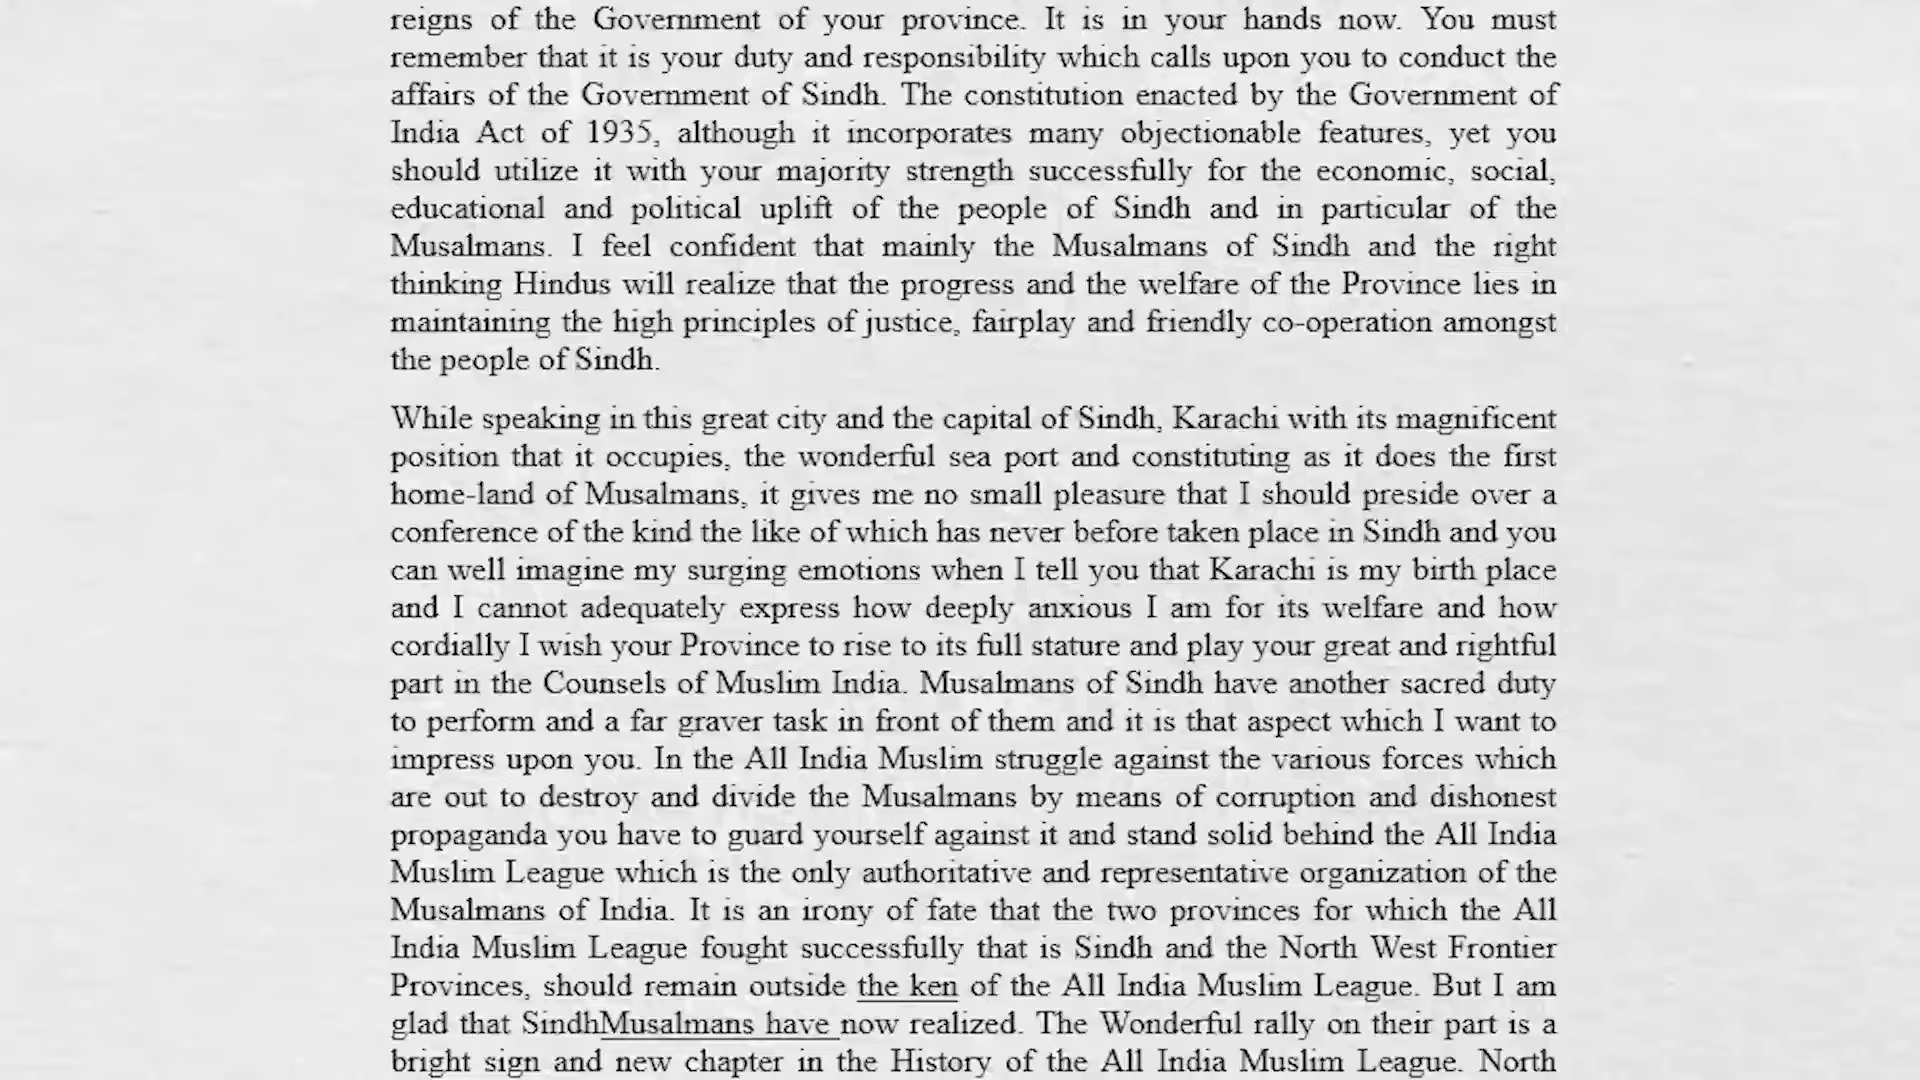 reigns of the Government of your province. It is in your hands now. You must
remember that it is your duty and responsibility which calls upon you to conduct the
affairs of the Government of Sindh. The constitution enacted by the Government of
India Act of 1935, although it incorporates many objectionable features, yet you
should utilize it with your majority strength successfully for the economic, social,
educational and political uplift of the people of Sindh and in particular of the
Musalmans. I feel confident that mainly the Musalmans of Sindh and the right
thinking Hindus will realize that the progress and the welfare of the Province lies in
maintaining the high principles of justice, fairplay and friendly co-operation amongst
the people of Sindh.
While speaking in this great city and the capital of Sindh, Karachi with its magnificent
position that it occupies, the wonderful sea port and constituting as it does the first
home-land of Musalmans, it gives me no small pleasure that I should preside over a
conference of the kind the like of which has never before taken place in Sindh and you
can well imagine my surging emotions when I tell you that Karachi is my birth place
and I cannot adequately express how deeply anxious I am for its welfare and how
cordially I wish your Province to rise to its full stature and play your great and rightful
part in the Counsels of Muslim India. Musalmans of Sindh have another sacred duty
to perform and a far graver task in front of them and it is that aspect which I want to
impress upon you. In the All India Muslim struggle against the various forces which
are out to destroy and divide the Musalmans by means of corruption and dishonest
propaganda you have to guard yourself against it and stand solid behind the All India
Muslim League which is the only authoritative and representative organization of the
Musalmans of India. It is an irony of fate that the two provinces for which the All
India Muslim League fought successfully that is Sindh and the North West Frontier
Provinces, should remain outside the ken of the All India Muslim League. But I am
glad that SindhMusalmans have now realized. The Wonderful rally on their part is a
bright sign and new chapter in the History of the All India Muslim League. North